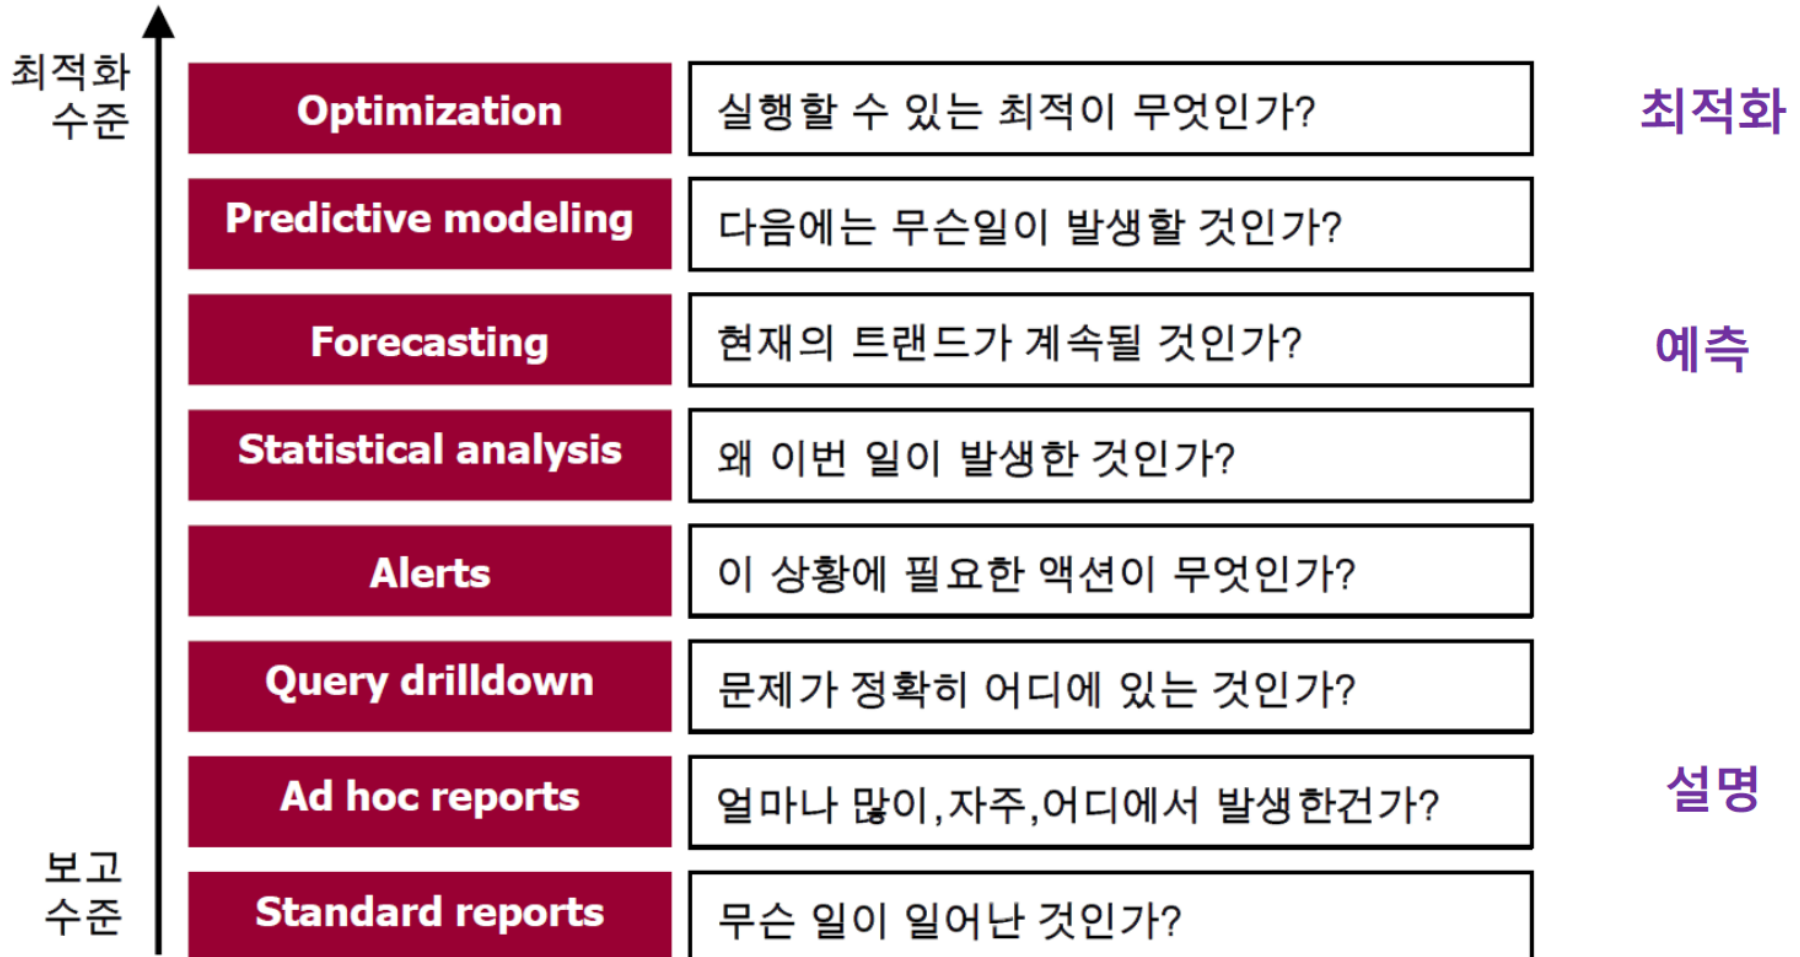 최적화
수준
Optimization
실행할 수 있는 최적이 무엇인가?
최적화
Predictive modeling
다음에는 무슨일이 발생할 것인가?
Forecasting
현재의 트랜드가 계속될 것인가?
예측
Statistical analysis
왜 이번 일이 발생한 것인가?
Alerts
이 상황에 필요한 액션이 무엇인가?
Query drilldown
문제가 정확히 어디에 있는 것인가?
Ad hoc reports
얼마나 많이,자주,어디에서 발생한건가?
설명
보고
수준
Standard reports
무슨 일이 일어난 것인가?